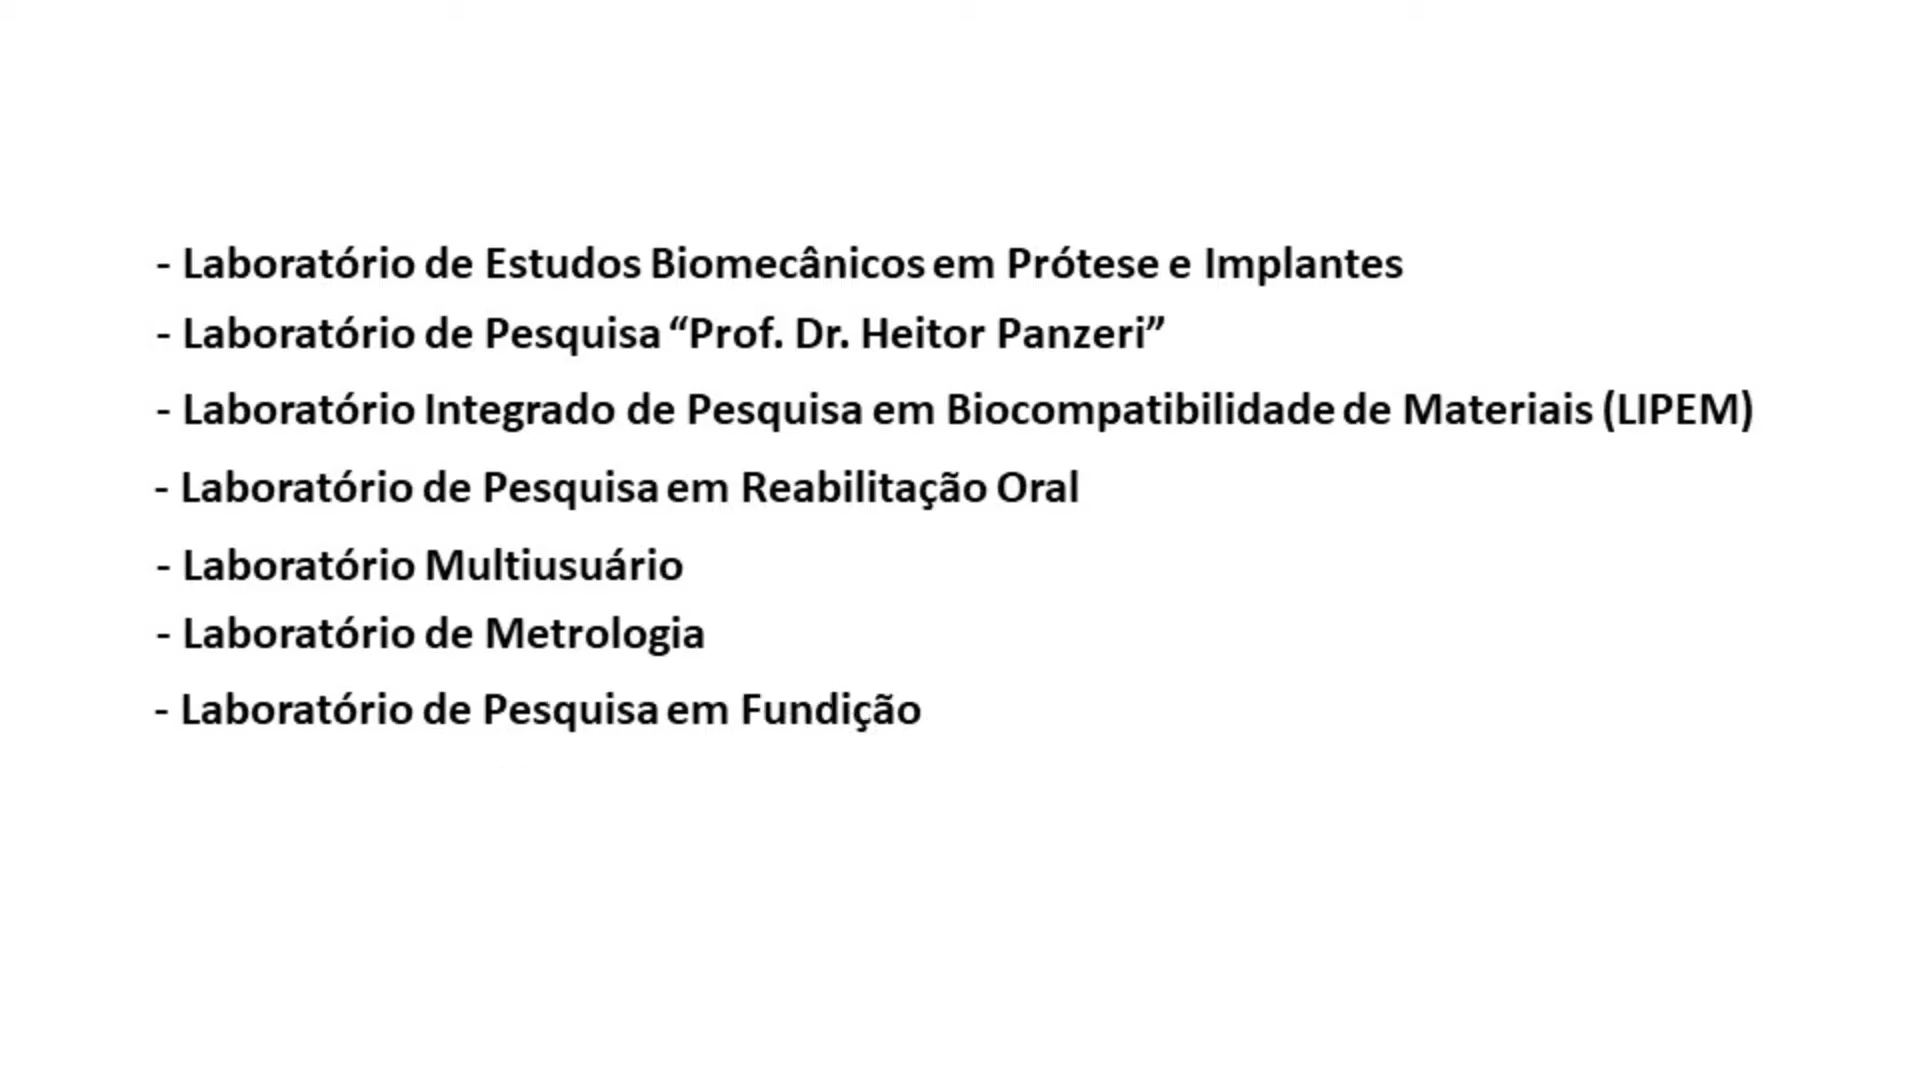 - Laboratório de Estudos Biomecânicos em Prótese e Implantes
- Laboratório de Pesquisa “Prof. Dr. Heitor Panzeri”
- Laboratório Integrado de Pesquisa em Biocompatibilidade de Materiais (LIPEM)
- Laboratório de Pesquisa em Reabilitação Oral
- Laboratório Multiusuário
- Laboratório de Metrologia
- Laboratório de Pesquisa em Fundição